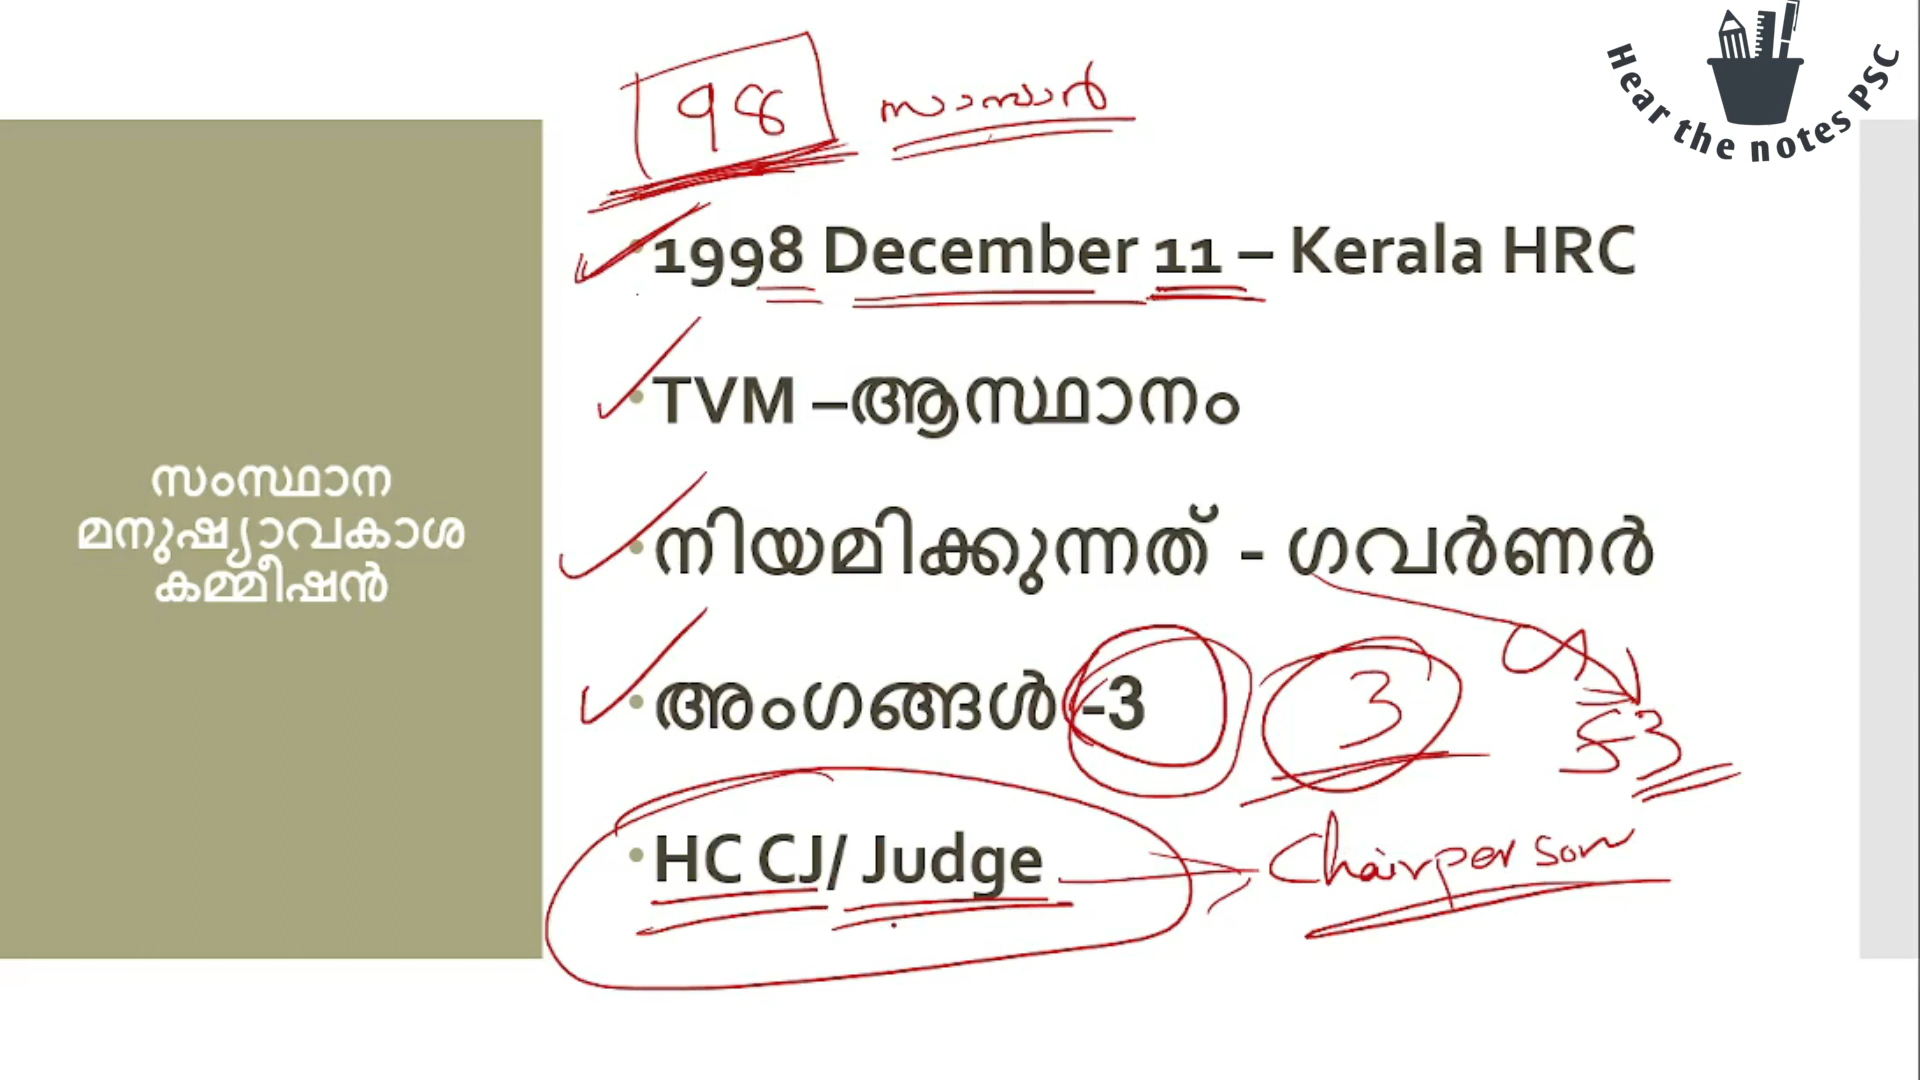 98
Hear the notes PSC
1998 December 11 – Kerala HRC
TVM –ആസ്ഥാനം
സംസ്ഥാന
മനുഷ്യാവകാശ
കമ്മീഷൻ
നിയമിക്കുന്നത് - ഗവർണർ
അംഗങ്ങൾ -3
3
53
HC CJ/ Judge
Chairperson